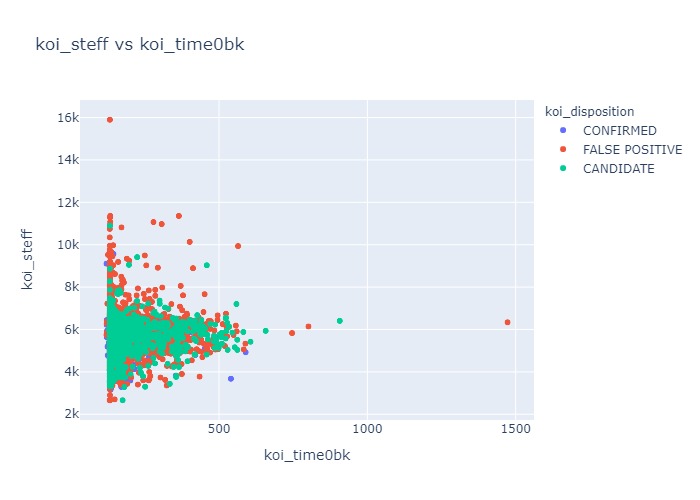 koi_steff vs koi_time0bk
koi_disposition
CONFIRMED
FALSE POSITIVE
CANDIDATE
16k
14k
12k
10k
8k
6k
4k
2k
koi_steff
500
1000
1500
koi_time0bk